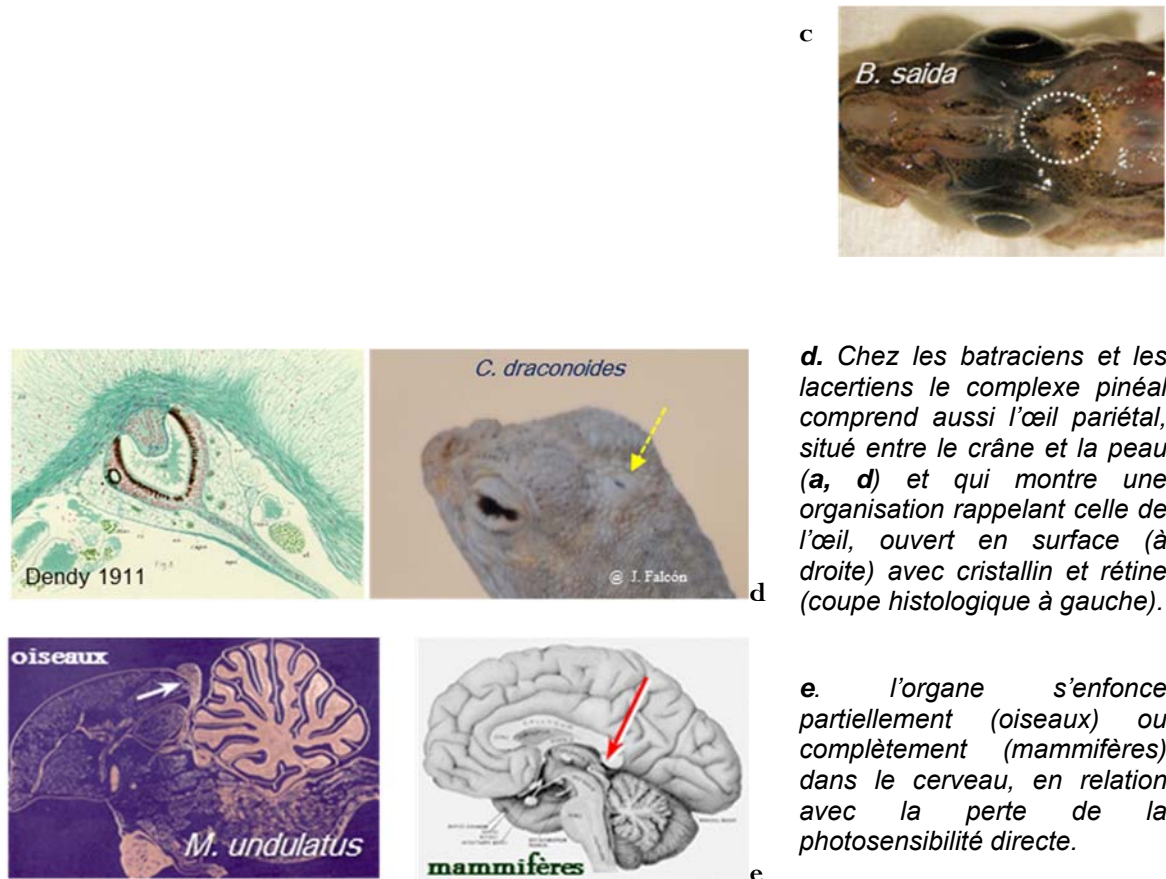 c
B. saida
C. draconoides
Dendy 1911
@ J. Falcón
d
d. Chez les batraciens et les
lacertiens le complexe pinéal
comprend aussi l’œil pariétal,
situé entre le crâne et la peau
(a, d) et qui montre une
organisation rappelant celle de
l’œil, ouvert en surface (à
droite) avec cristallin et rétine
(coupe histologique à gauche).
oiseaux
M. undulatus
mammifères
e
e. l’organe s’enfonce
partiellement (oiseaux) ou
complètement (mammifères)
dans le cerveau, en relation
avec la perte de la
photosensibilité directe.